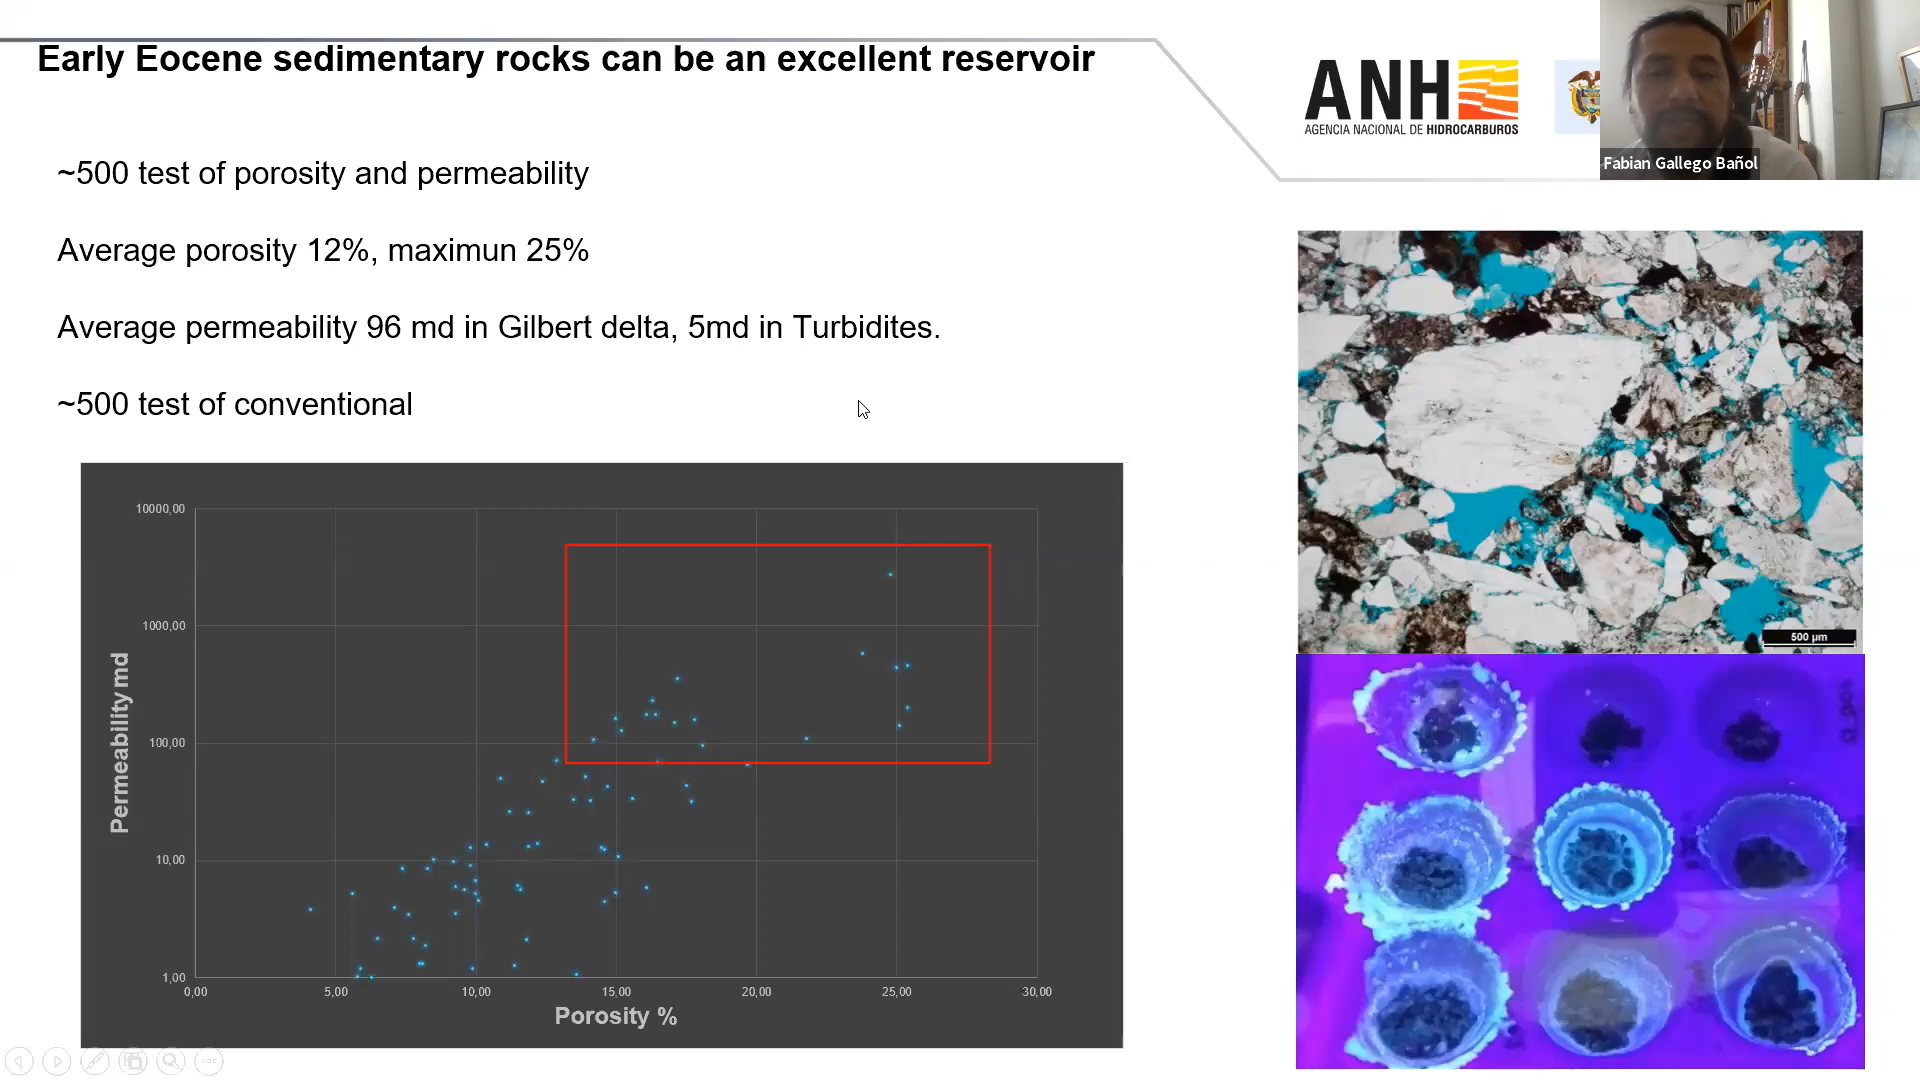 Early Eocene sedimentary rocks can be an excellent reservoir
ANH
AGENCIA NACIONAL DE HIDROCARBUROS
Fabian Gallego Bañol
~500 test of porosity and permeability
Average porosity 12%, maximun 25%
Average permeability 96 md in Gilbert delta, 5md in Turbidites.
~500 test of conventional
10000,00
1000,00
100,00
10,00
1,00
Permeability md
0,00 5,00 10,00 15,00 20,00 25,00 30,00
Porosity %
500 µm